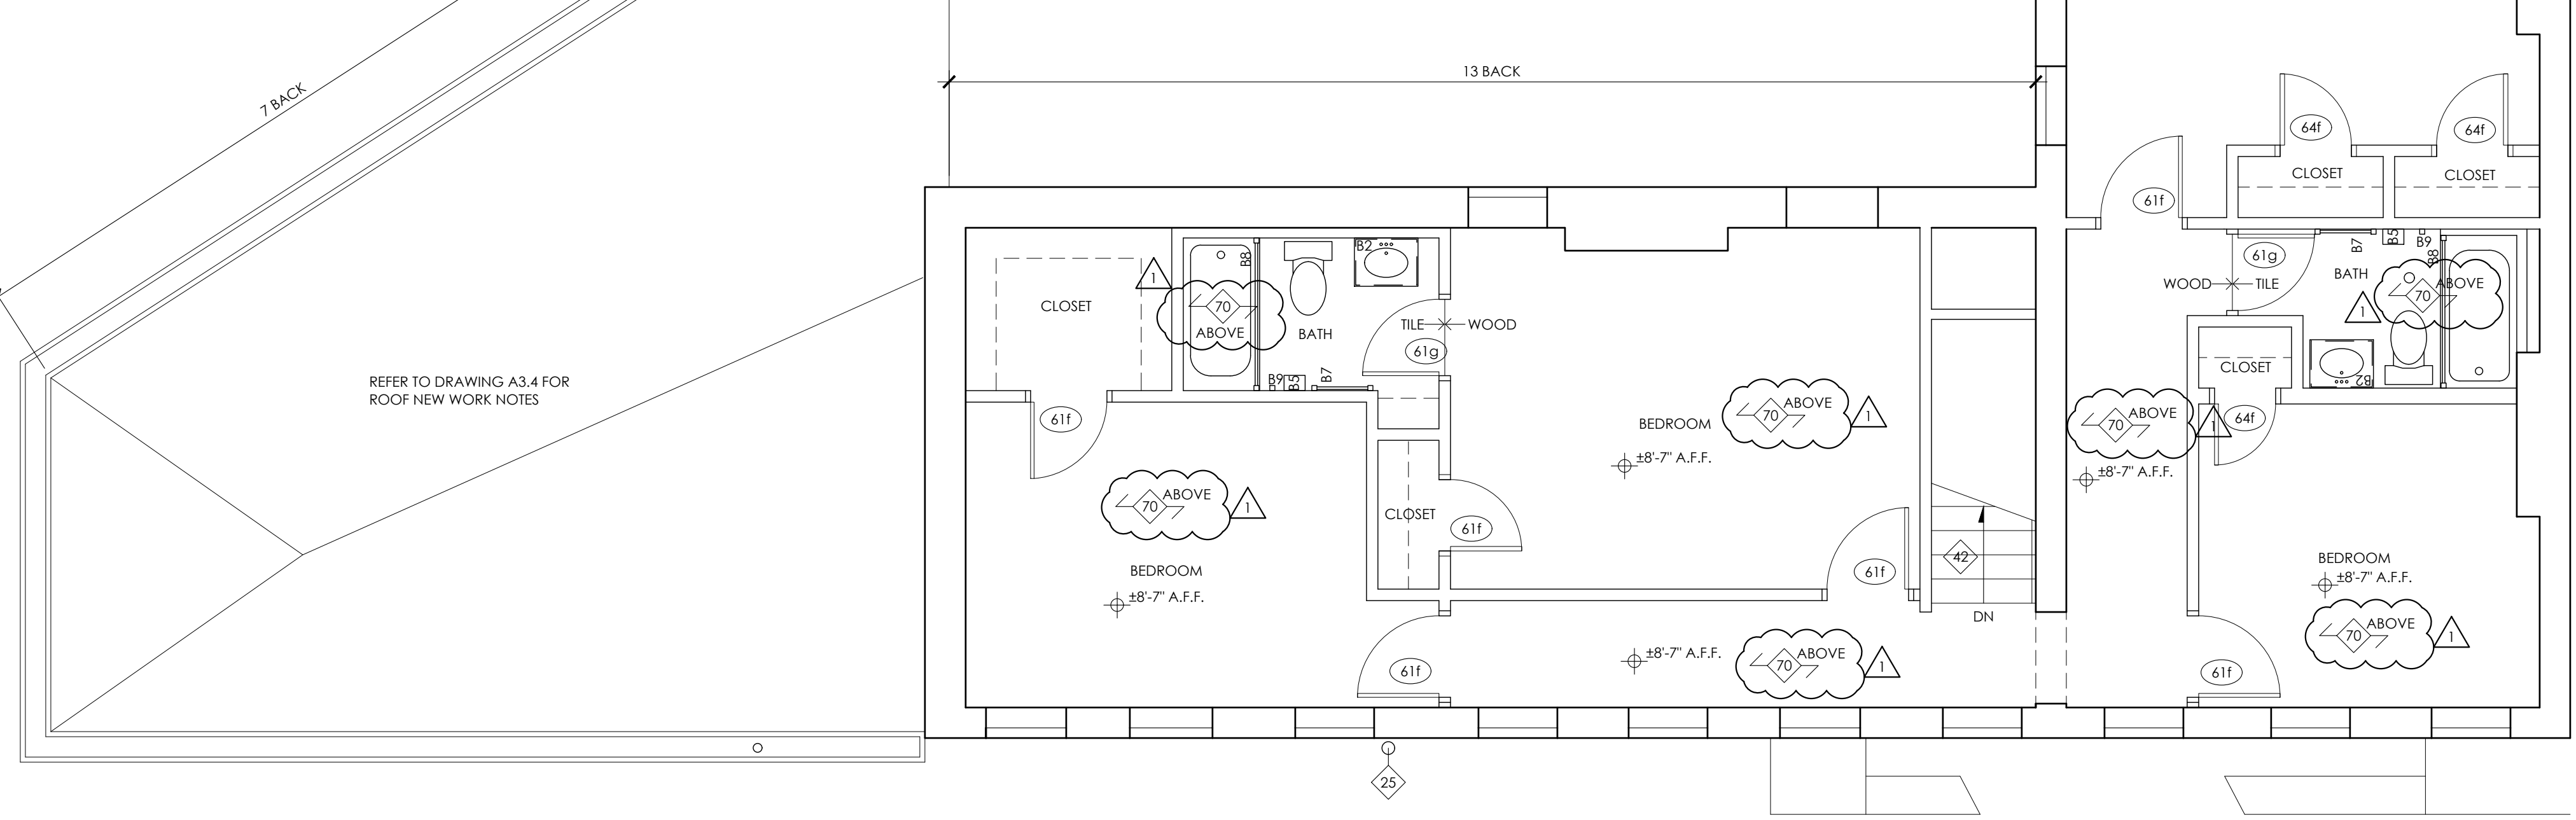 7 BACK
13 BACK
REFER TO DRAWING A3.4 FOR
ROOF NEW WORK NOTES
CLOSET
61f
1
70
ABOVE
B8
B2
BATH
B9
B5
B7
TILE
WOOD
61g
70
ABOVE
1
BEDROOM
±8'-7" A.F.F.
CLOSET
61f
61f
BEDROOM
±8'-7" A.F.F.
70
ABOVE
1
61f
±8'-7" A.F.F.
70
ABOVE
1
42
DN
25
64f
64f
CLOSET
CLOSET
61f
61g
WOOD
TILE
B7
B5
B9
B8
BATH
1
70
ABOVE
B2
CLOSET
64f
70
ABOVE
1
±8'-7" A.F.F.
BEDROOM
±8'-7" A.F.F.
70
ABOVE
1
61f